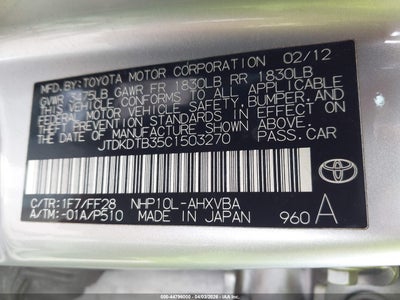 MFD. BY: TOYOTA MOTOR CORPORATION 02/12
GVWR 3375LB GAWR FR 1830LB RR 1830LB
THIS VEHICLE CONFORMS TO ALL APPLICABLE
FEDERAL MOTOR VEHICLE SAFETY, BUMPER, AND
THEFT PREVENTION STANDARDS IN EFFECT ON
THE DATE OF MANUFACTURE SHOWN ABOVE.
JTDKDTB35C1503270 PASS.CAR
C/TR: 1F7/FF28 NHP10L-AHXVBA
A/TM: -01A/P510 MADE IN JAPAN 960 A
TOYOTA